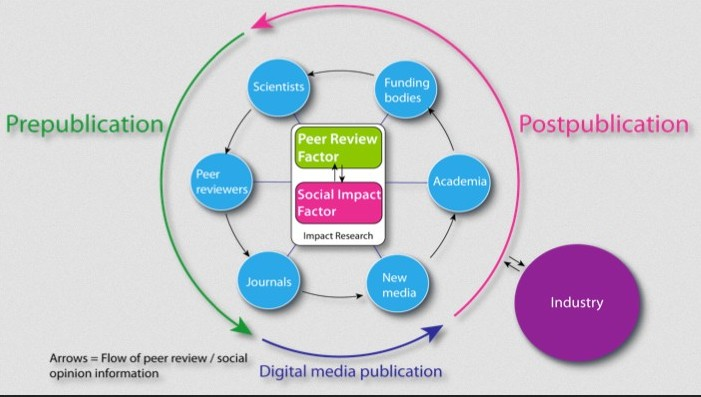 Prepublication
Postpublication
Scientists
Funding
bodies
Peer
reviewers
Academia
Journals
New
media
Peer Review
Factor
Social Impact
Factor
Impact Research
Industry
Arrows = Flow of peer review / social
opinion information
Digital media publication